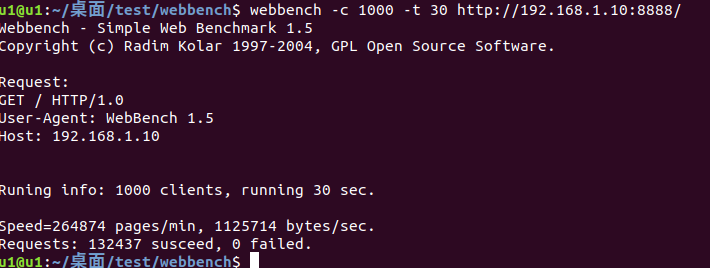 u1@u1:~/桌面/test/webbench$ webbench -c 1000 -t 30 http://192.168.1.10:8888/
Webbench - Simple Web Benchmark 1.5
Copyright (c) Radim Kolar 1997-2004, GPL Open Source Software.
Request:
GET / HTTP/1.0
User-Agent: WebBench 1.5
Host: 192.168.1.10
Runing info: 1000 clients, running 30 sec.
Speed=264874 pages/min, 1125714 bytes/sec.
Requests: 132437 susceed, 0 failed.
u1@u1:~/桌面/test/webbench$